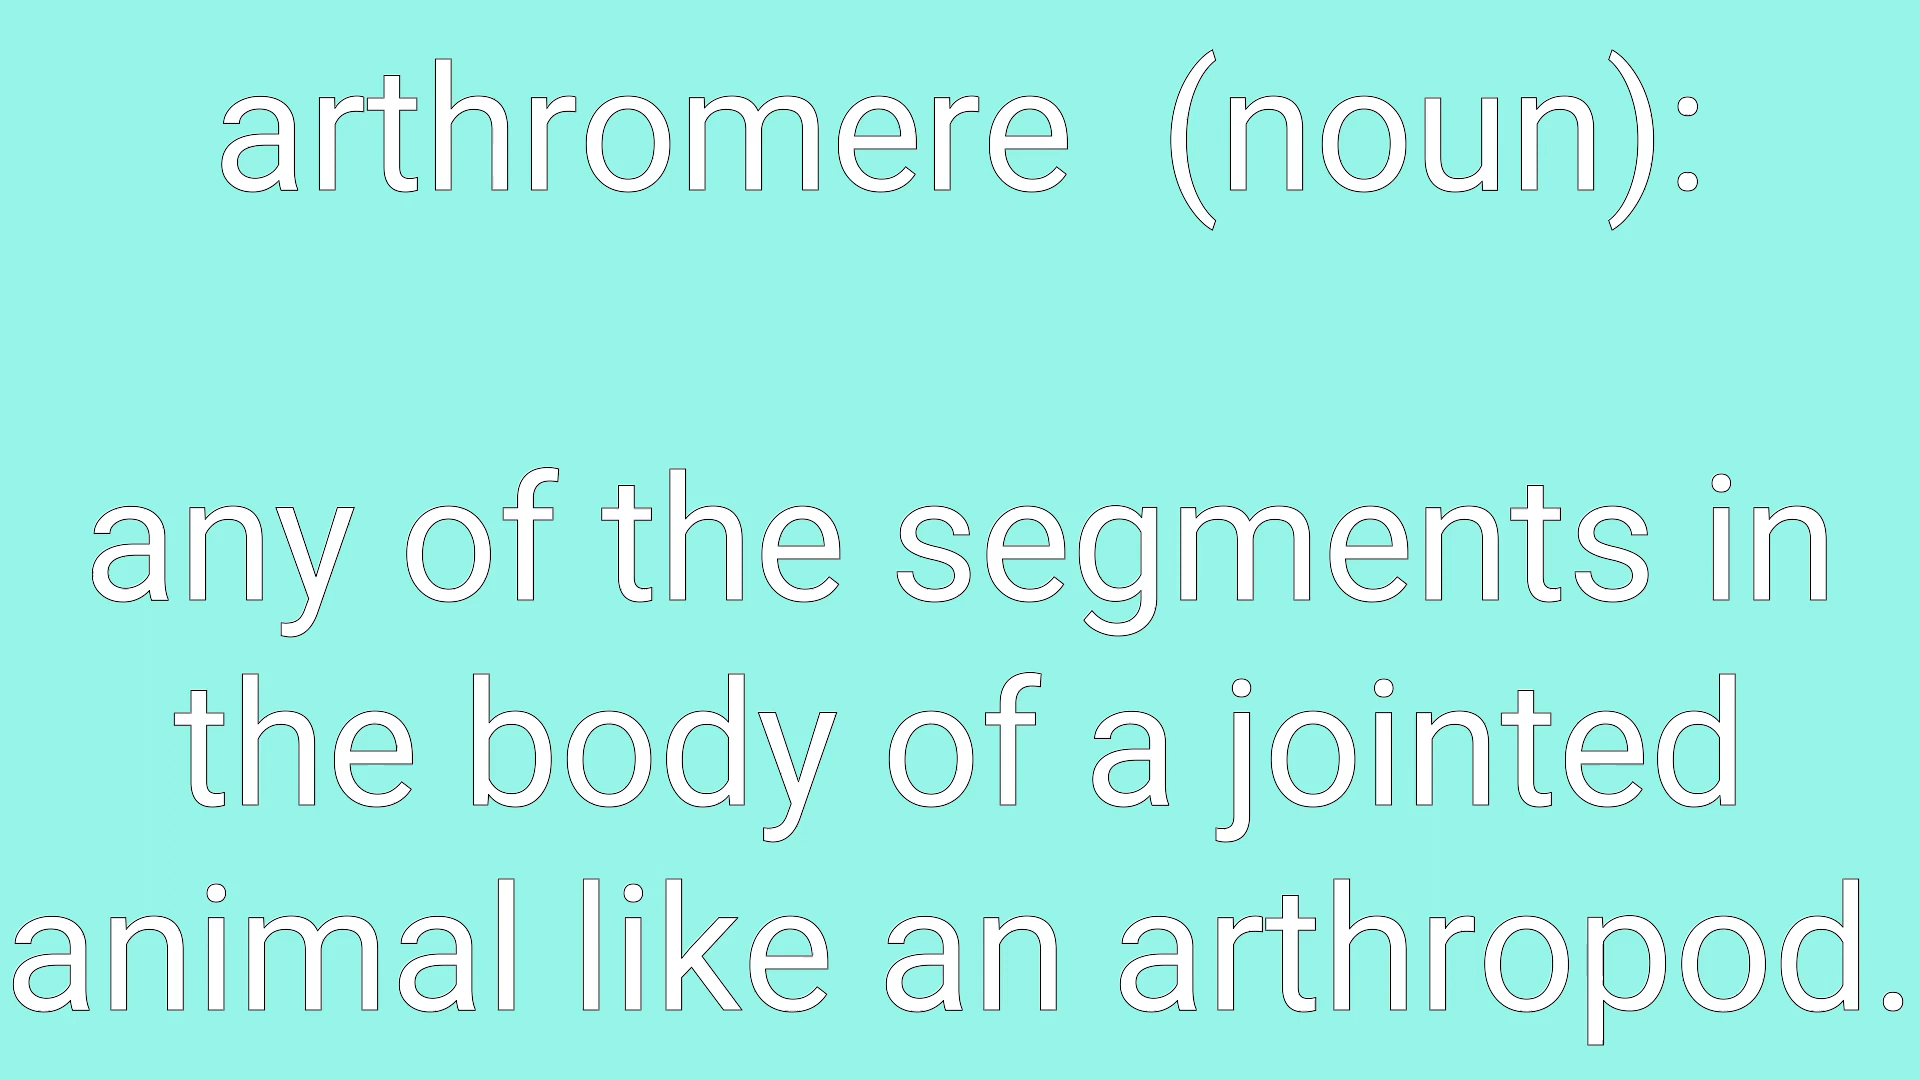 arthromere (noun):
any of the segments in
the body of a jointed
animal like an arthropod.